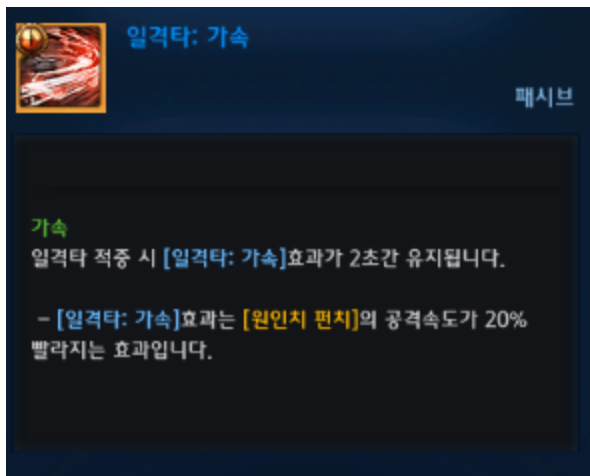 일격타: 가속
패시브
가속
일격타 적중 시 [일격타: 가속]효과가 2초간 유지됩니다.
- [일격타: 가속]효과는 [원인치 펀치]의 공격속도가 20%
빨라지는 효과입니다.